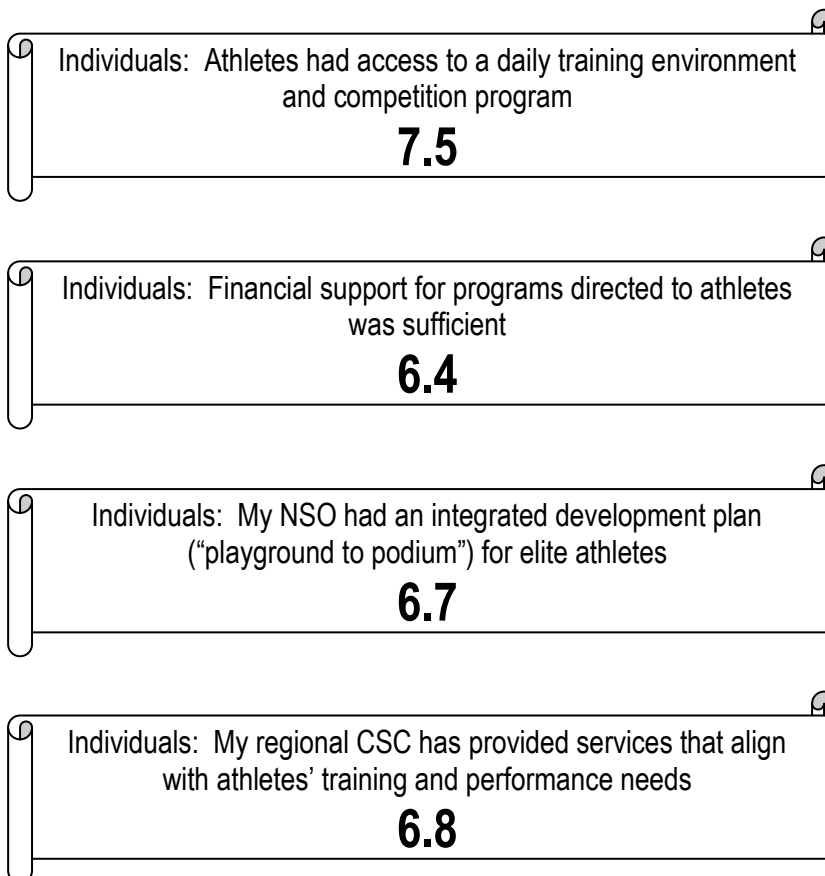 Individuals: Athletes had access to a daily training environment
and competition program
7.5
Individuals: Financial support for programs directed to athletes
was sufficient
6.4
Individuals: My NSO had an integrated development plan
(“playground to podium”) for elite athletes
6.7
Individuals: My regional CSC has provided services that align
with athletes’ training and performance needs
6.8